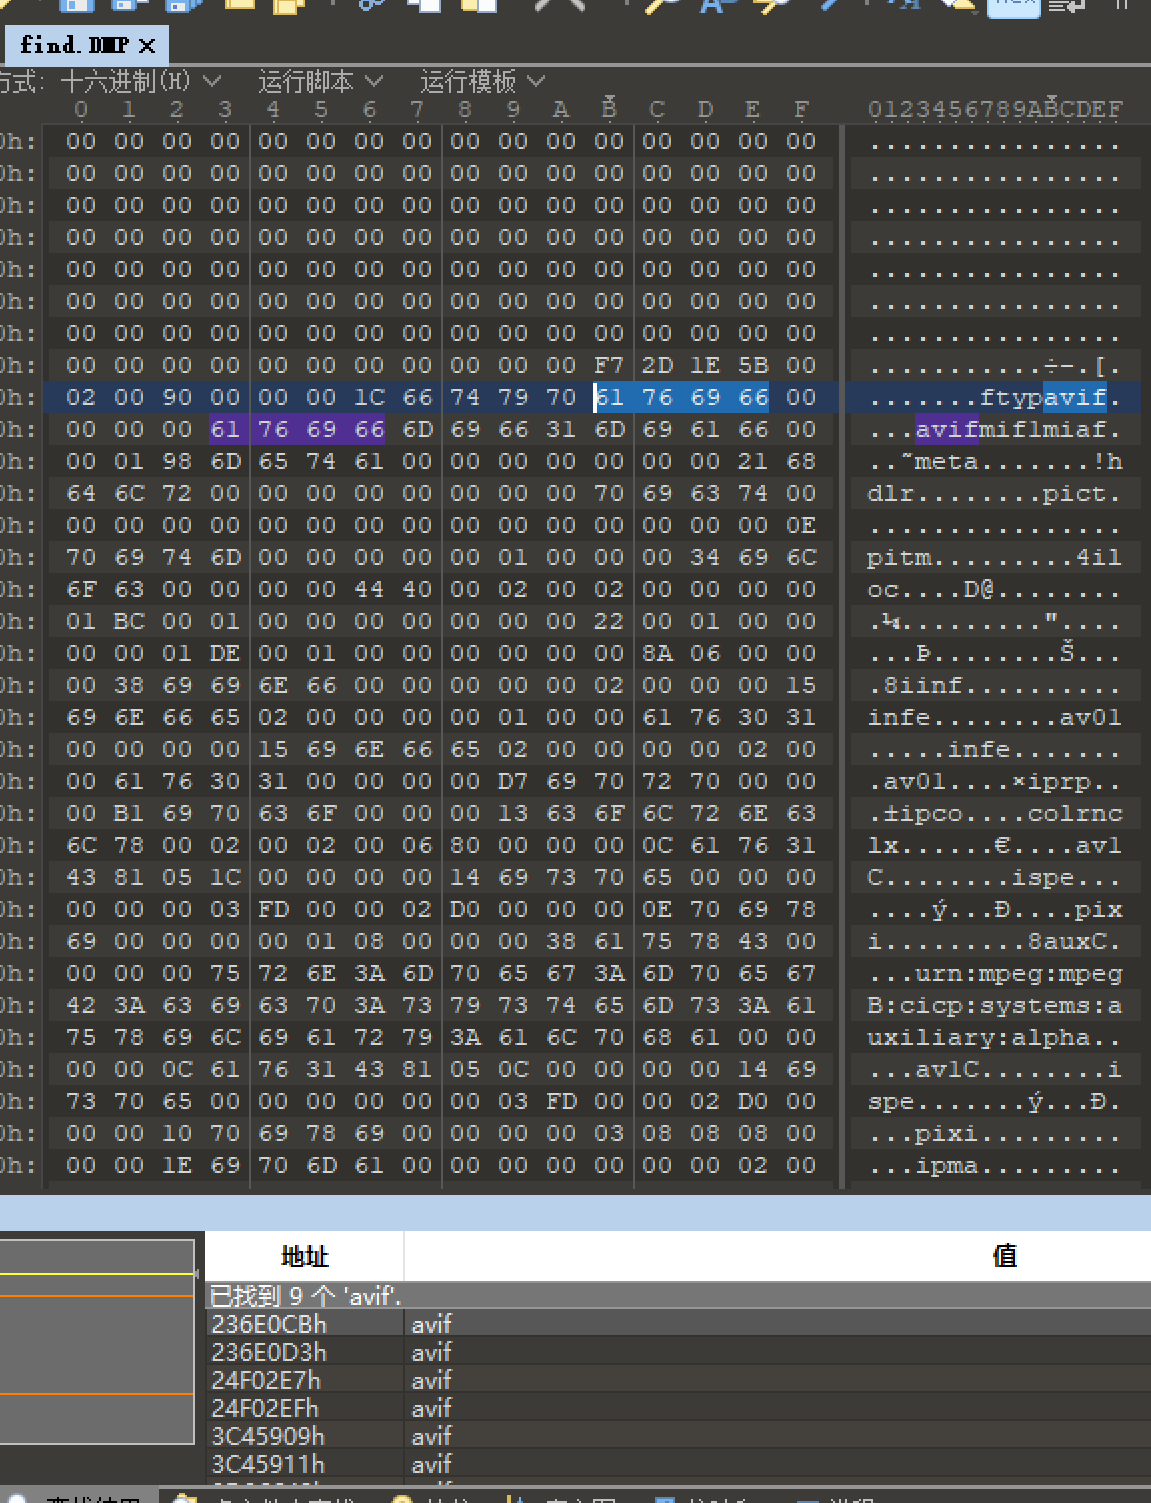 find.DMP ×
方式: 十六进制(H) 运行脚本 运行模板
0 1 2 3 4 5 6 7 8 9 A B C D E F 0123456789ABCDEF
0h: 00 00 00 00 00 00 00 00 00 00 00 00 00 00 00 00 ................
0h: 00 00 00 00 00 00 00 00 00 00 00 00 00 00 00 00 ................
0h: 00 00 00 00 00 00 00 00 00 00 00 00 00 00 00 00 ................
0h: 00 00 00 00 00 00 00 00 00 00 00 00 00 00 00 00 ................
0h: 00 00 00 00 00 00 00 00 00 00 00 00 00 00 00 00 ................
0h: 00 00 00 00 00 00 00 00 00 00 00 00 00 00 00 00 ................
0h: 00 00 00 00 00 00 00 00 00 00 00 00 00 00 00 00 ................
0h: 00 00 00 00 00 00 00 00 00 00 00 F7 2D 1E 5B 00 ...........÷-.[.
0h: 02 00 90 00 00 00 1C 66 74 79 70 61 76 69 66 00 .......ftypavif.
0h: 00 00 00 61 76 69 66 6D 69 66 31 6D 69 61 66 00 ...avifmif1miaf.
0h: 00 01 98 6D 65 74 61 00 00 00 00 00 00 00 21 68 ..˜meta.......!h
0h: 64 6C 72 00 00 00 00 00 00 00 00 70 69 63 74 00 dlr........pict.
0h: 00 00 00 00 00 00 00 00 00 00 00 00 00 00 00 0E ................
0h: 70 69 74 6D 00 00 00 00 00 01 00 00 00 34 69 6C pitm.........4il
0h: 6F 63 00 00 00 00 44 40 00 02 00 02 00 00 00 00 oc....D@........
0h: 01 BC 00 01 00 00 00 00 00 00 00 22 00 01 00 00 .¼.........."....
0h: 00 00 01 DE 00 01 00 00 00 00 00 00 8A 06 00 00 ...Þ........Š...
0h: 00 38 69 69 6E 66 00 00 00 00 00 02 00 00 00 15 .8iinf..........
0h: 69 6E 66 65 02 00 00 00 00 01 00 00 61 76 30 31 infe........av01
0h: 00 00 00 00 15 69 6E 66 65 02 00 00 00 00 02 00 .....infe.......
0h: 00 61 76 30 31 00 00 00 00 D7 69 70 72 70 00 00 .av01....×iprp..
0h: 00 B1 69 70 63 6F 00 00 00 13 63 6F 6C 72 6E 63 .±ipco....colrnc
0h: 6C 78 00 02 00 02 00 06 80 00 00 00 0C 61 76 31 lx......€....av1
0h: 43 81 05 1C 00 00 00 00 14 69 73 70 65 00 00 00 C........ispe...
0h: 00 00 00 03 FD 00 00 02 D0 00 00 00 0E 70 69 78 ....ý...Ð....pix
0h: 69 00 00 00 00 01 08 00 00 00 38 61 75 78 43 00 i.........8auxC.
0h: 00 00 00 75 72 6E 3A 6D 70 65 67 3A 6D 70 65 67 ...urn:mpeg:mpeg
0h: 42 3A 63 69 63 70 3A 73 79 73 74 65 6D 73 3A 61 B:cicp:systems:a
0h: 75 78 69 6C 69 61 72 79 3A 61 6C 70 68 61 00 00 uxiliary:alpha..
0h: 00 00 0C 61 76 31 43 81 05 0C 00 00 00 00 14 69 ...av1C........i
0h: 73 70 65 00 00 00 00 00 00 03 FD 00 00 02 D0 00 spe.......ý...Ð.
0h: 00 00 10 70 69 78 69 00 00 00 00 03 08 08 08 00 ...pixi.........
0h: 00 00 1E 69 70 6D 61 00 00 00 00 00 00 00 02 00 ...ipma.........
地址 值
已找到 9 个 'avif'.
236E0CBh avif
236E0D3h avif
24F02E7h avif
24F02EFh avif
3C45909h avif
3C45911h avif